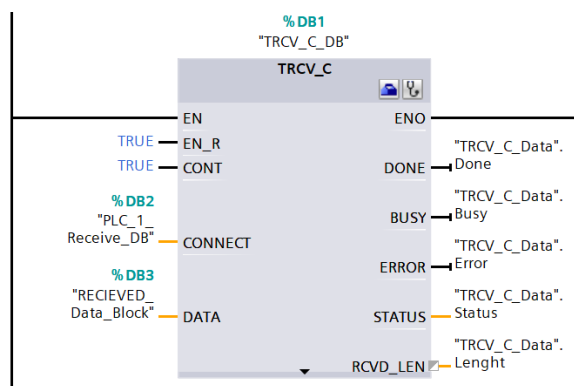 %DB1
"TRCV_C_DB"
TRCV_C
EN
ENO
TRUE
EN_R
TRUE
CONT
DONE
"TRCV_C_Data".
Done
%DB2
"PLC_1_
Receive_DB"
CONNECT
BUSY
"TRCV_C_Data".
Busy
ERROR
"TRCV_C_Data".
Error
%DB3
"RECIEVED_
Data_Block"
DATA
STATUS
"TRCV_C_Data".
Status
RCVD_LEN
"TRCV_C_Data".
Lenght